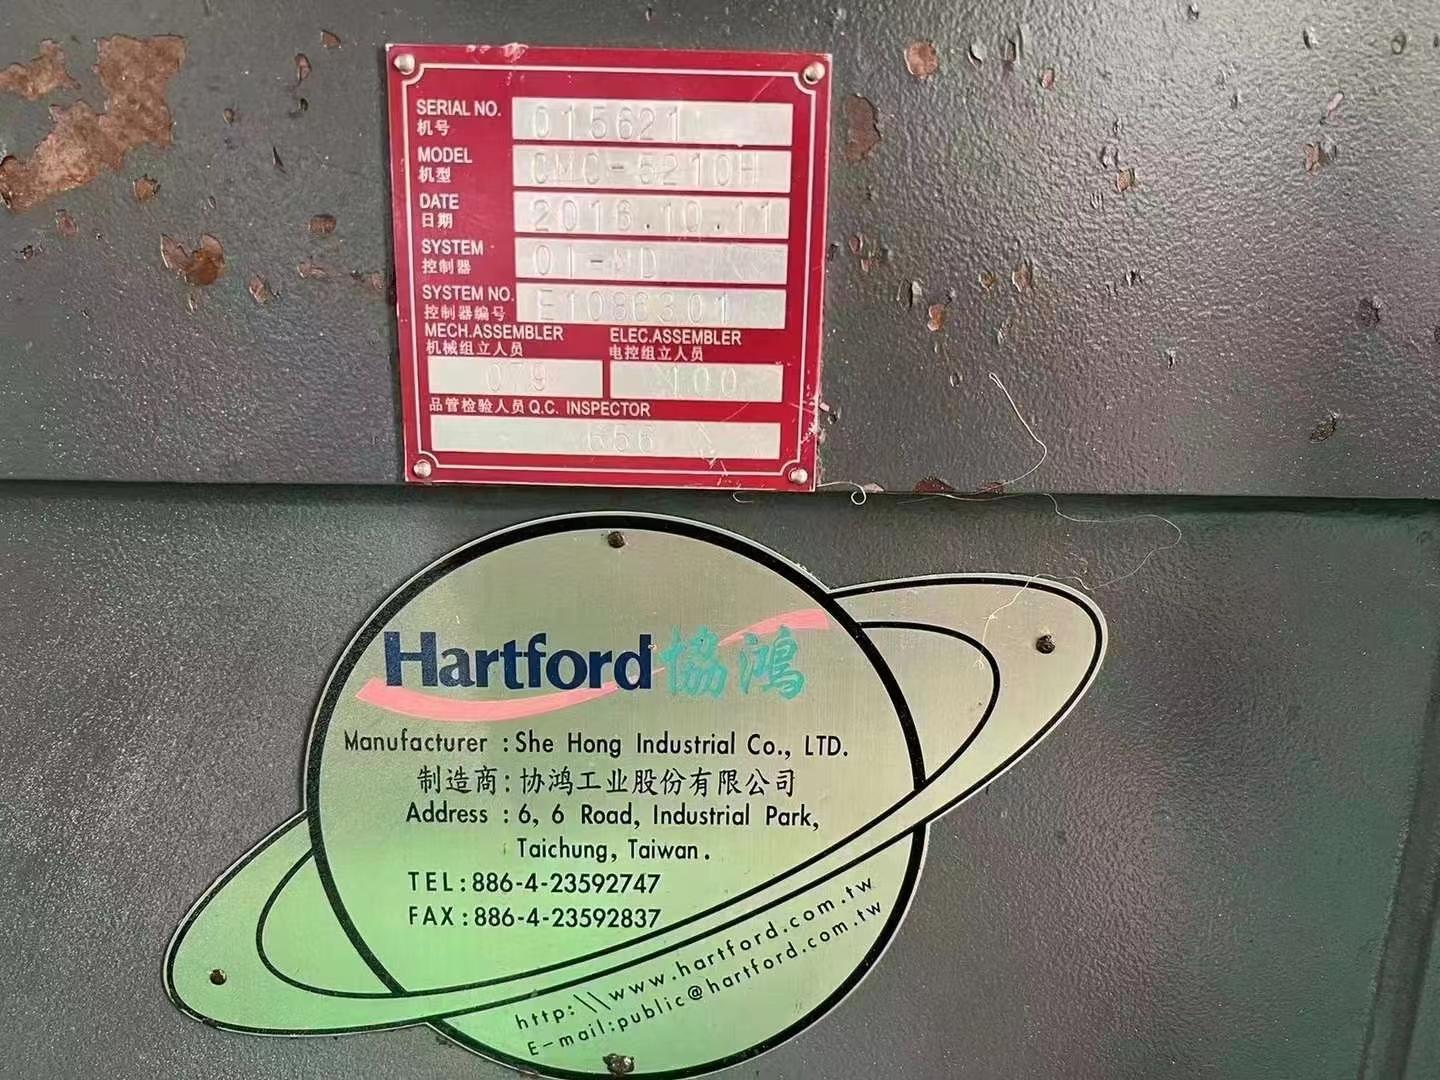 SERIAL NO. 015621
机号
MODEL CMC-5210H
机型
DATE 2016.10.11
日期
SYSTEM 0I-MD
控制器
SYSTEM NO. E1086301
控制器编号
MECH.ASSEMBLER ELEC.ASSEMBLER
机械组立人员 电控组立人员
079 100
品管检验人员 Q.C. INSPECTOR
656
Hartford 協鴻
Manufacturer : She Hong Industrial Co., LTD.
制造商: 协鸿工业股份有限公司
Address : 6, 6 Road, Industrial Park,
Taichung, Taiwan.
TEL:886-4-23592747
FAX:886-4-23592837
http:\\www.hartford.com.tw
E-mail:public@hartford.com.tw